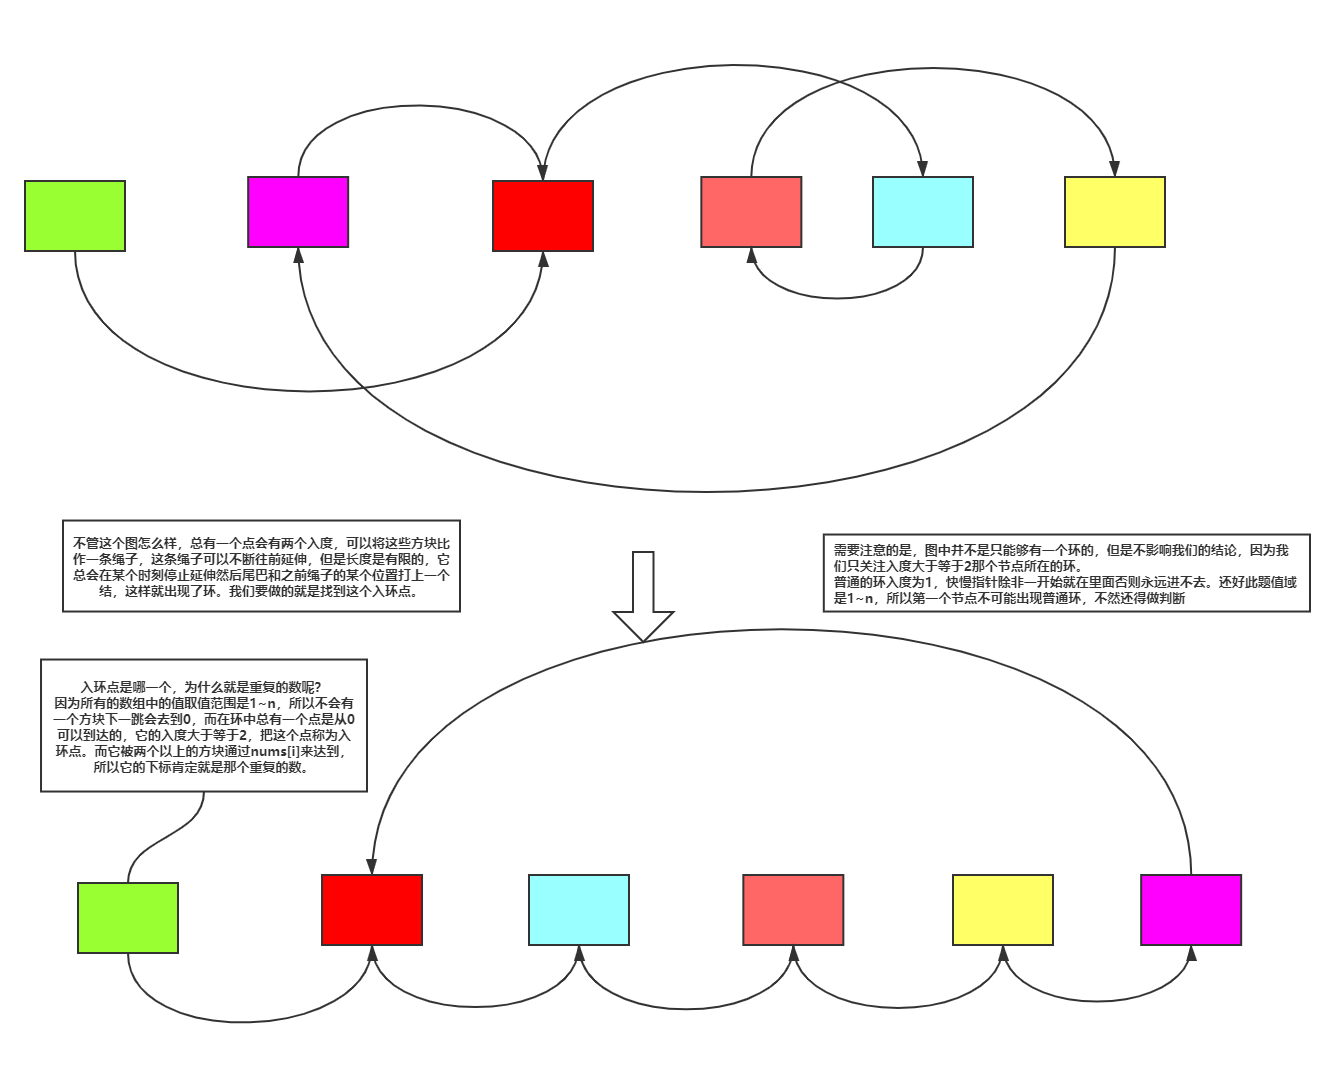 不管这个图怎么样，总有一个点会有两个入度，可以将这些方块比
作一条绳子，这条绳子可以不断往前延伸，但是长度是有限的，它
总会在某个时刻停止延伸然后尾巴和之前绳子的某个位置打上一个
结，这样就出现了环。我们要做的就是找到这个入环点。
需要注意的是，图中并不是只能够有一个环的，但是不影响我们的结论，因为我
们只关注入度大于等于2那个节点所在的环。
普通的环入度为1，快慢指针除非一开始就在里面否则永远进不去。还好此题值域
是1~n，所以第一个节点不可能出现普通环，不然还得做判断
入环点是哪一个，为什么就是重复的数呢？
因为所有的数组中的值取值范围是1~n，所以不会有
一个方块下一跳会去到0，而在环中总有一个点是从0
可以到达的，它的入度大于等于2，把这个点称为入
环点。而它被两个以上的方块通过nums[i]来达到，
所以它的下标肯定就是那个重复的数。